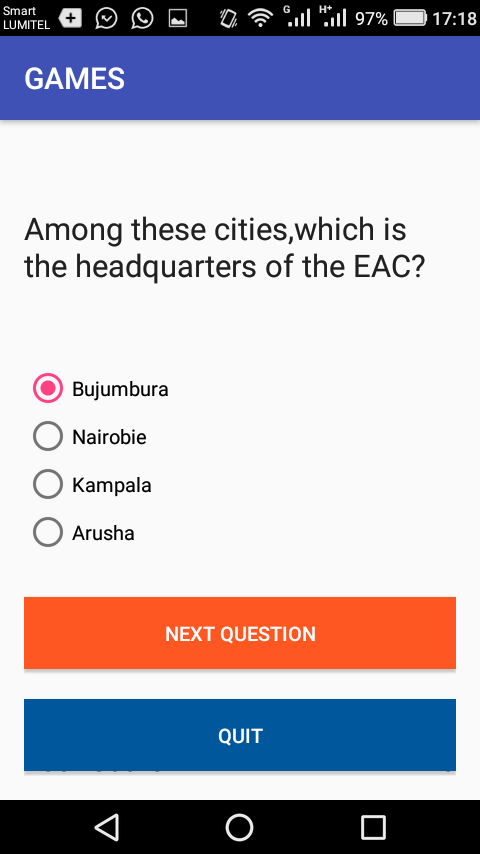 Smart
LUMITEL
G
H+
97%
17:18
GAMES
Among these cities,which is
the headquarters of the EAC?
Bujumbura
Nairobie
Kampala
Arusha
NEXT QUESTION
QUIT